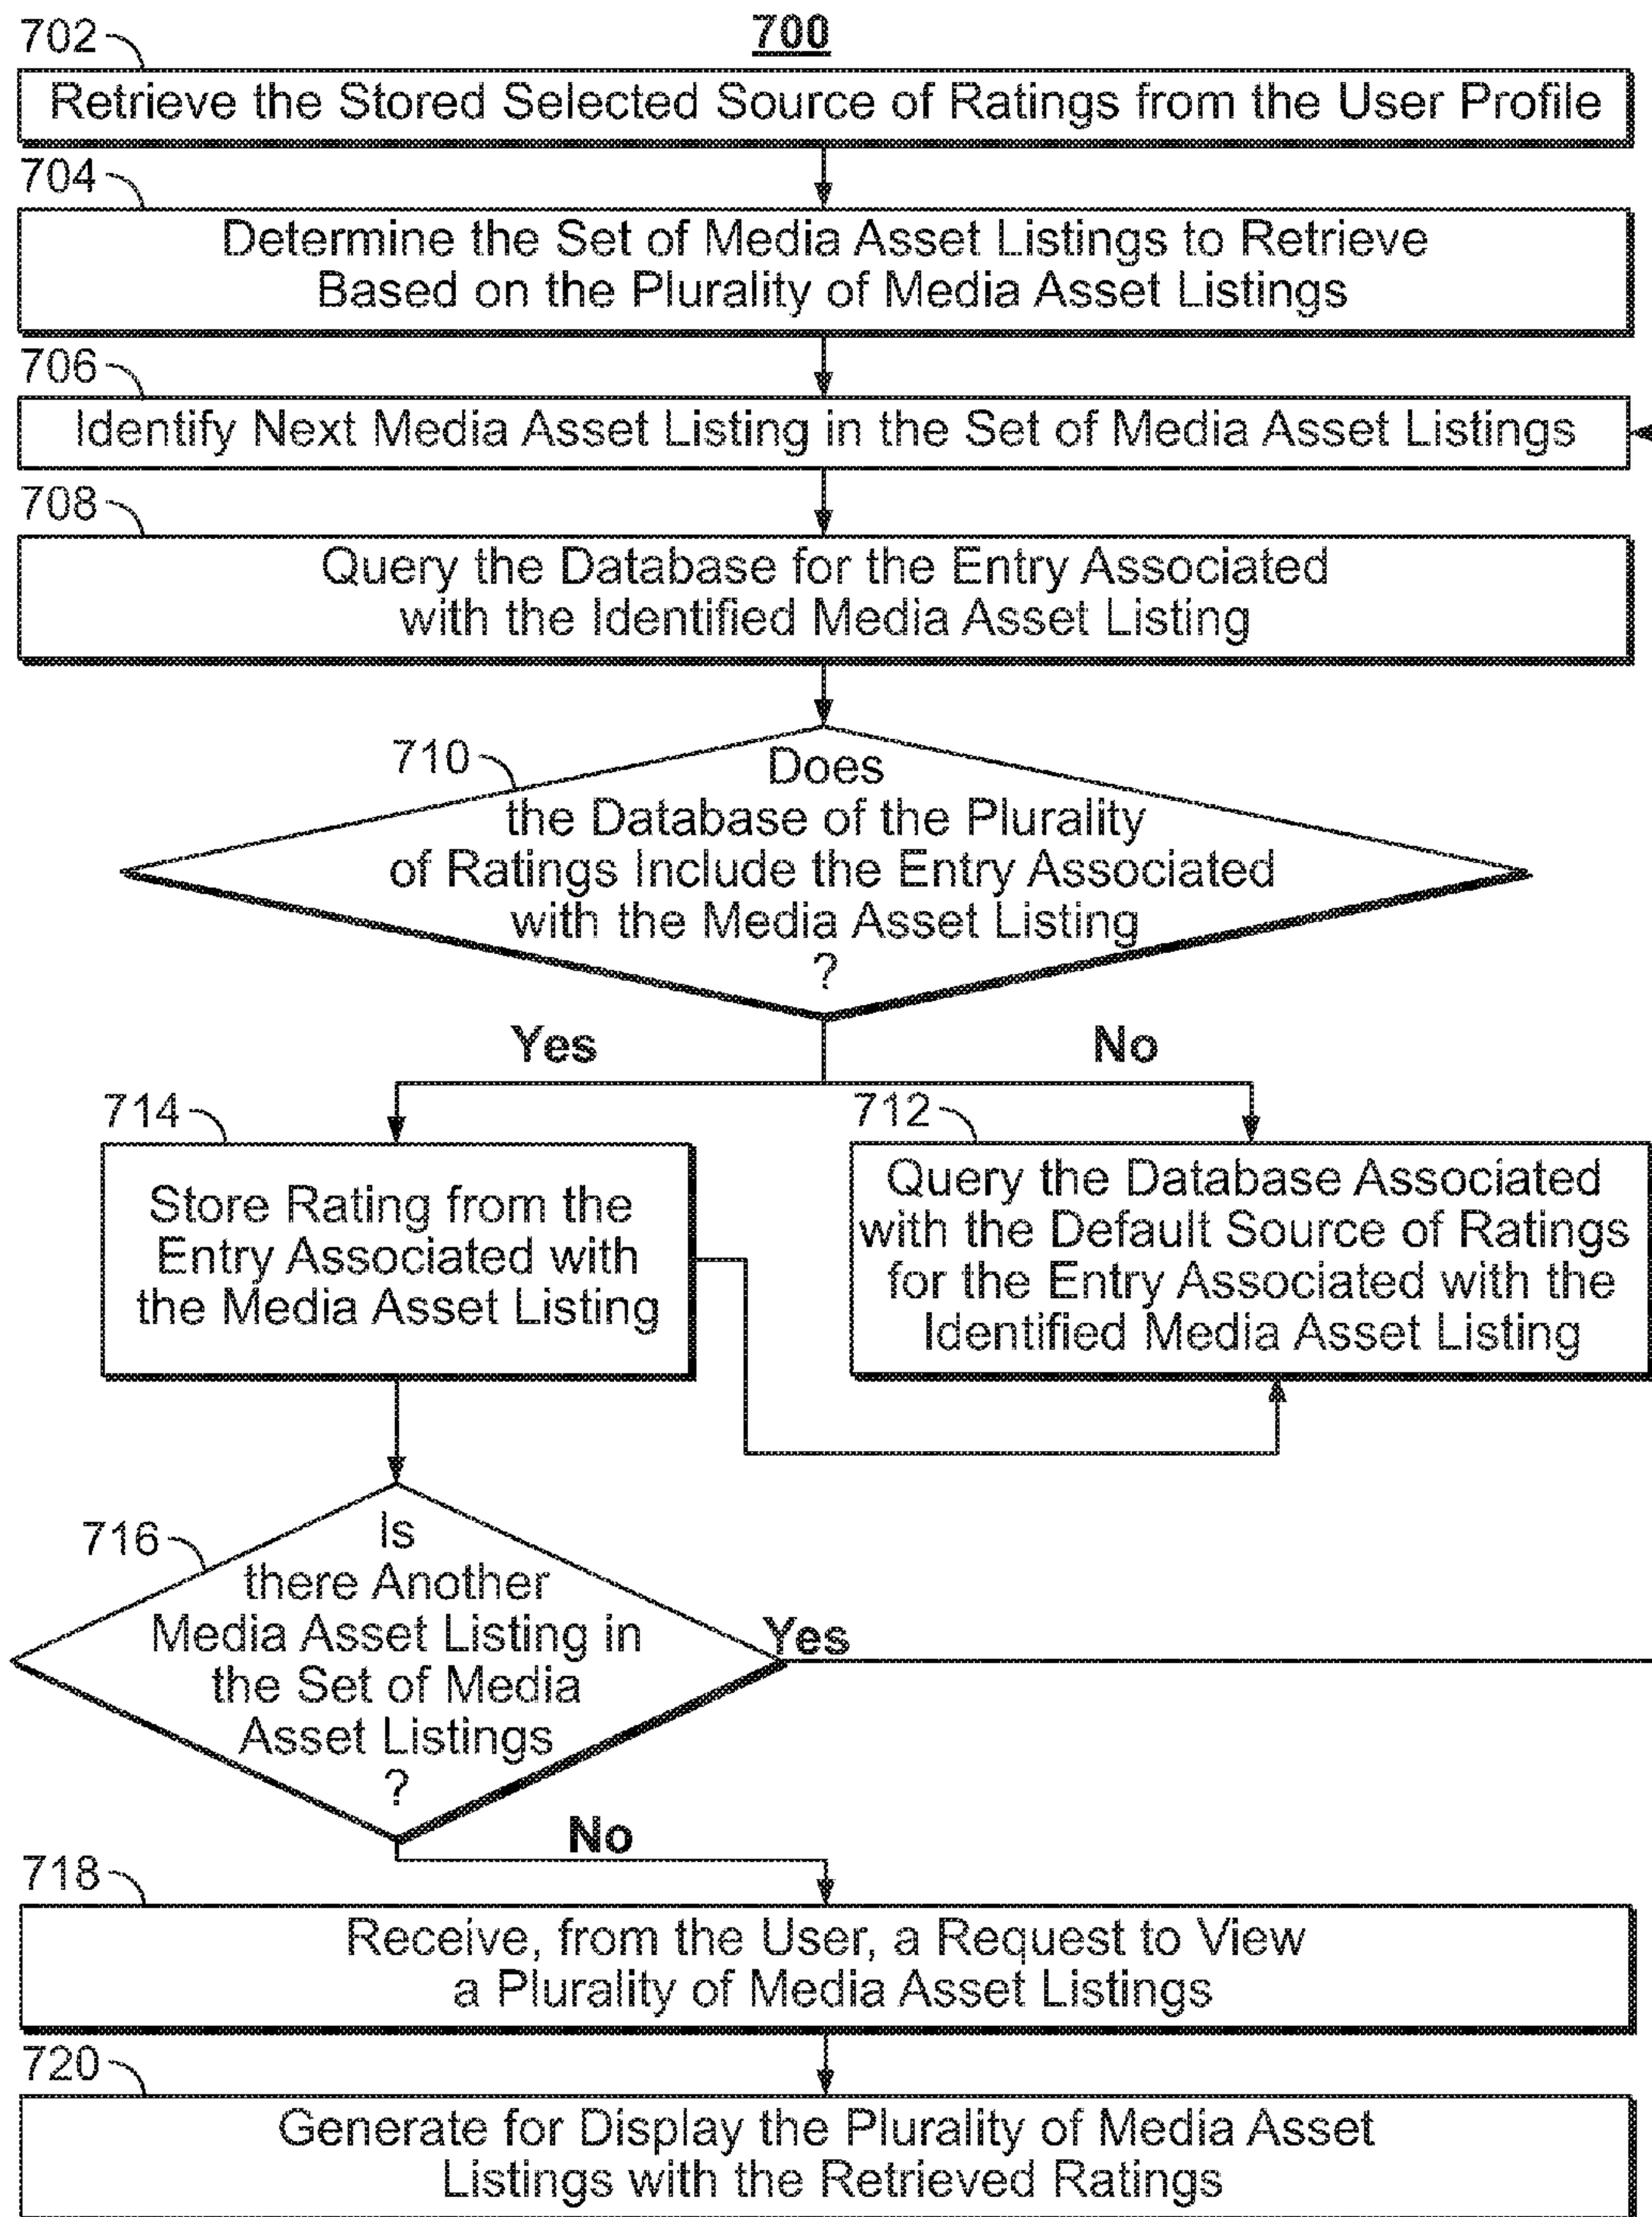 700
702
Retrieve the Stored Selected Source of Ratings from the User Profile
704
Determine the Set of Media Asset Listings to Retrieve
Based on the Plurality of Media Asset Listings
706
Identify Next Media Asset Listing in the Set of Media Asset Listings
708
Query the Database for the Entry Associated
with the Identified Media Asset Listing
710
Does
the Database of the Plurality
of Ratings Include the Entry Associated
with the Media Asset Listing
?
Yes
No
714
Store Rating from the
Entry Associated with
the Media Asset Listing
712
Query the Database Associated
with the Default Source of Ratings
for the Entry Associated with the
Identified Media Asset Listing
716
Is
there Another
Media Asset Listing in
the Set of Media
Asset Listings
?
Yes
No
718
Receive, from the User, a Request to View
a Plurality of Media Asset Listings
720
Generate for Display the Plurality of Media Asset
Listings with the Retrieved Ratings